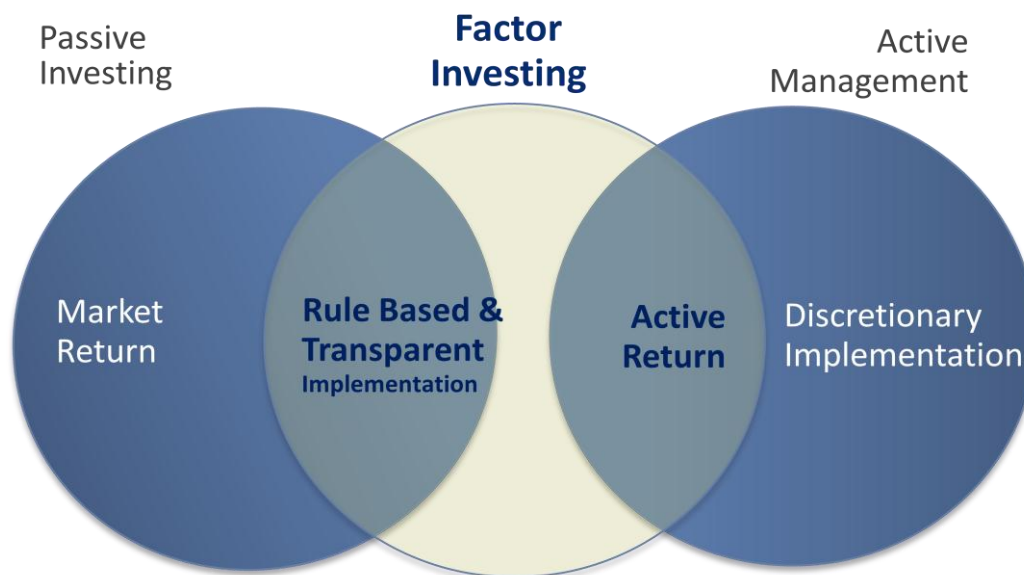 Passive
Investing
Factor
Investing
Active
Management
Market
Return
Rule Based &
Transparent
Implementation
Active
Return
Discretionary
Implementation